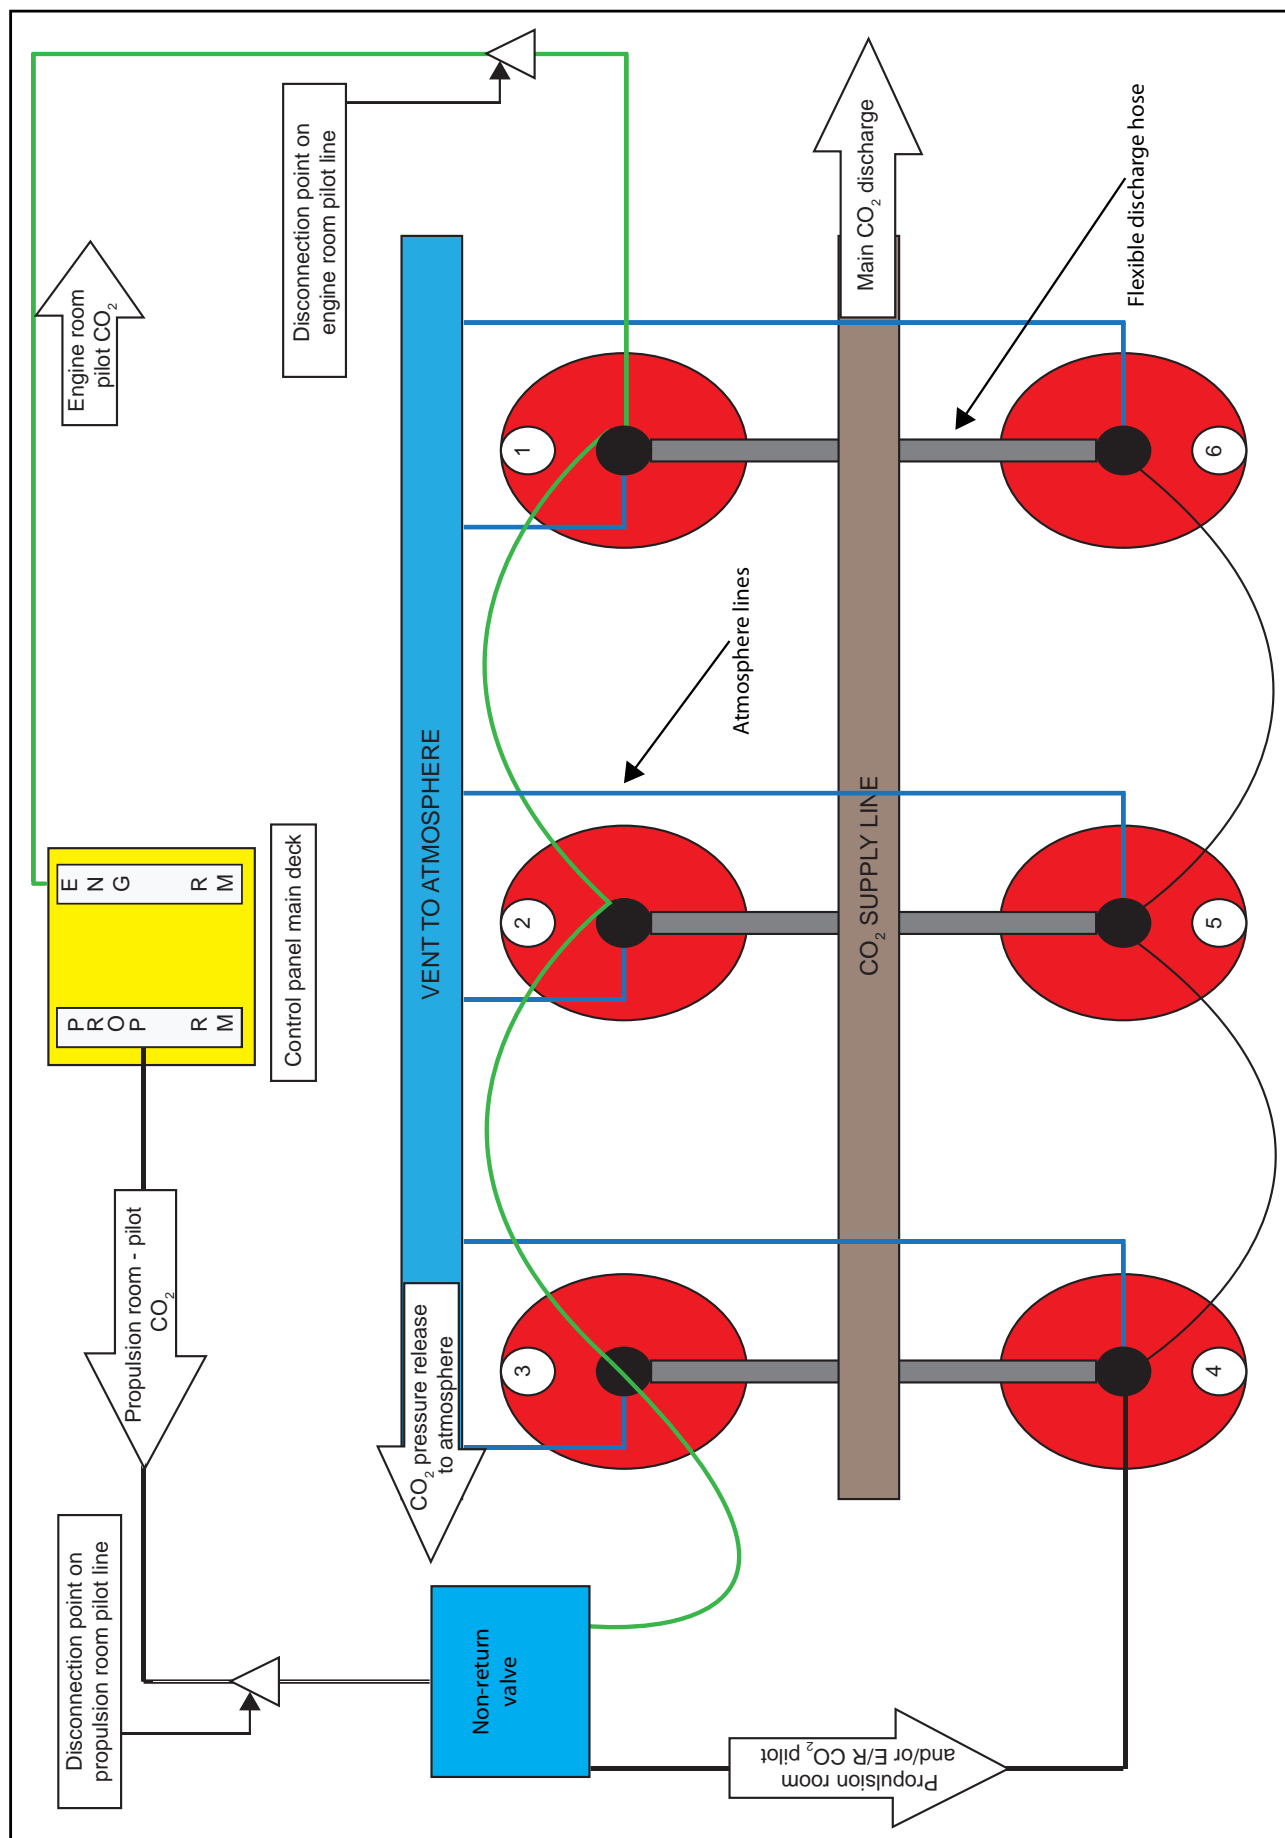 Disconnection point on
propulsion room pilot line
Propulsion room - pilot
CO₂
P R O P R M
E N G R M
Control panel main deck
Engine room
pilot CO₂
Disconnection point on
engine room pilot line
CO₂ pressure release
to atmosphere
VENT TO ATMOSPHERE
Non-return
valve
3
2
1
Atmosphere lines
CO₂ SUPPLY LINE
Main CO₂ discharge
Flexible discharge hose
Propulsion room
and/or E/R CO₂ pilot
4
5
6